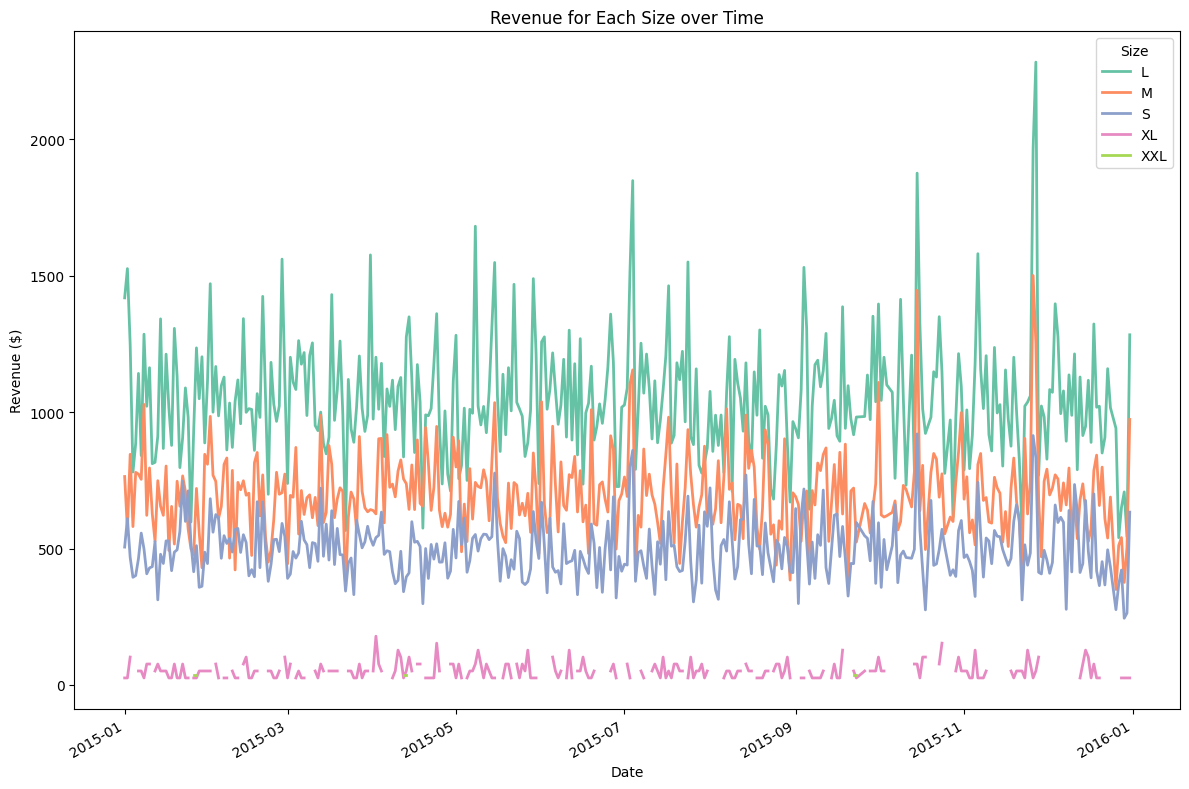 Revenue for Each Size over Time
Size
L
M
S
XL
XXL
Revenue ($)
2000
1500
1000
500
0
2015-01
2015-03
2015-05
2015-07
2015-09
2015-11
2016-01
Date